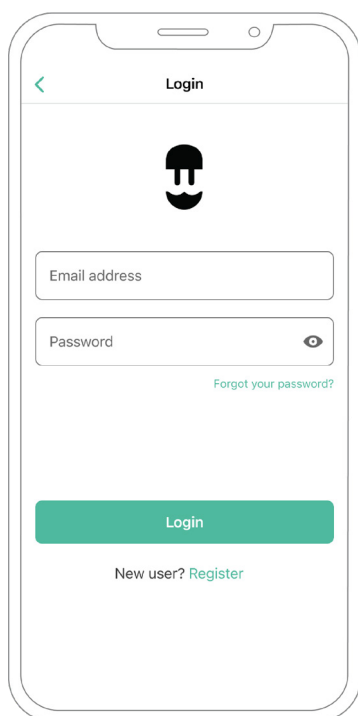 Login
Email address
Password
Forgot your password?
Login
New user? Register